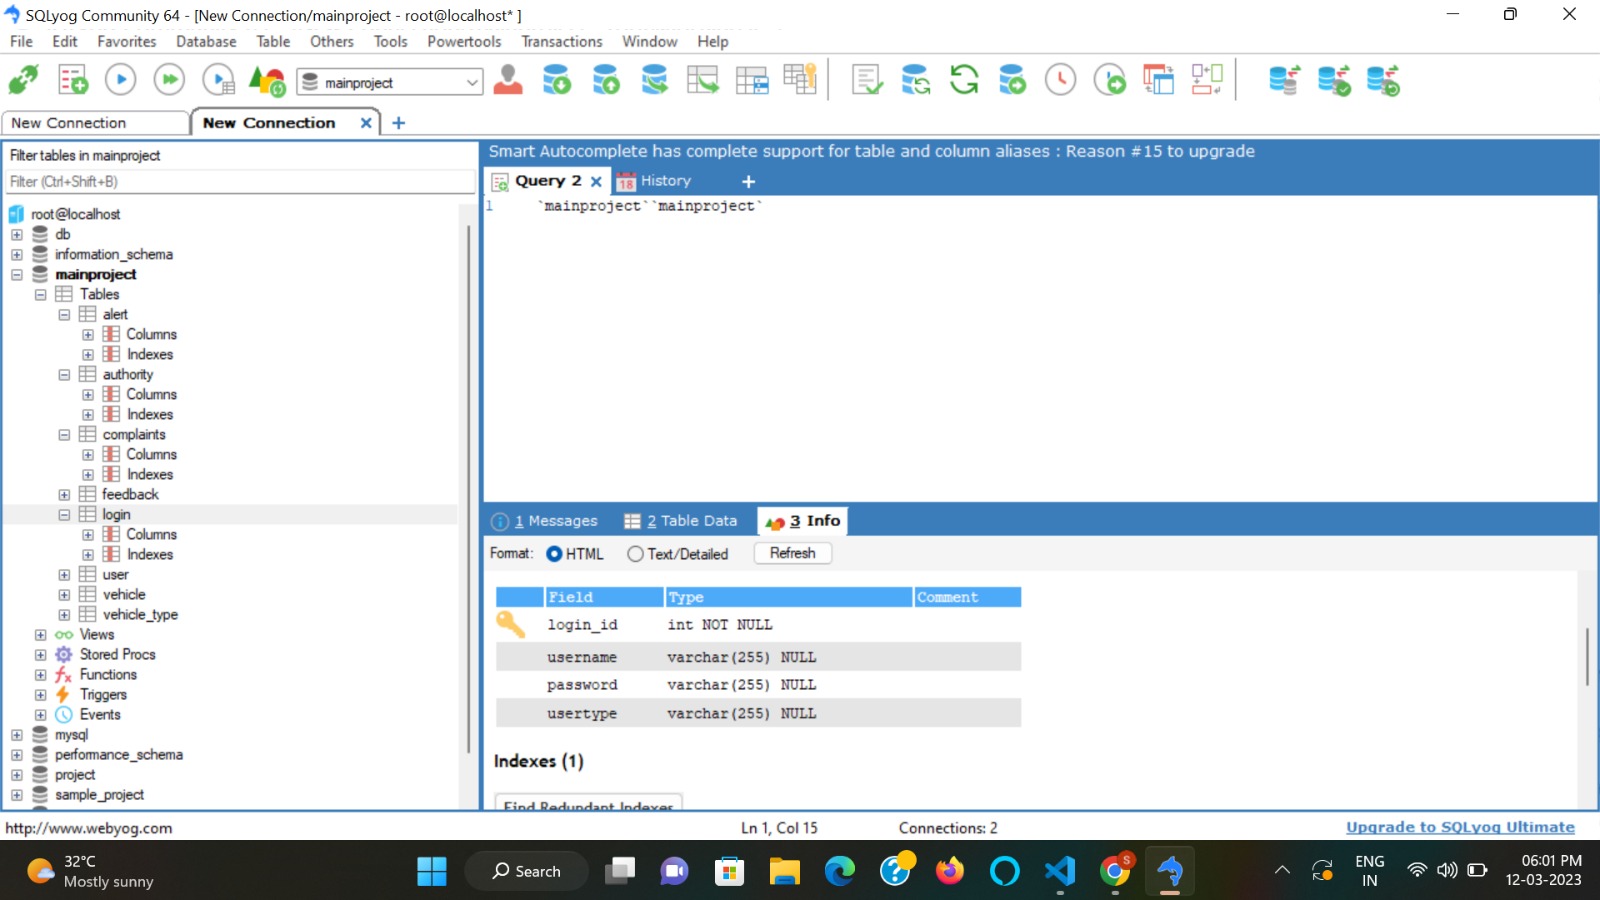 SQLyog Community 64 - [New Connection/mainproject - root@localhost* ]
File Edit Favorites Database Table Others Tools Powertools Transactions Window Help
mainproject
New Connection
New Connection
Filter tables in mainproject
Filter (Ctrl+Shift+B)
root@localhost
db
information_schema
mainproject
Tables
alert
Columns
Indexes
authority
Columns
Indexes
complaints
Columns
Indexes
feedback
login
Columns
Indexes
user
vehicle
vehicle_type
Views
Stored Procs
Functions
Triggers
Events
mysql
performance_schema
project
sample_project
Smart Autocomplete has complete support for table and column aliases : Reason #15 to upgrade
Query 2 18 History
1 `mainproject``mainproject`
1 Messages 2 Table Data 3 Info
Format: HTML Text/Detailed Refresh
Field Type Comment
login_id int NOT NULL
username varchar(255) NULL
password varchar(255) NULL
usertype varchar(255) NULL
Indexes (1)
Find Redundant Indexes
http://www.webyog.com Ln 1, Col 15 Connections: 2 Upgrade to SQLyog Ultimate
32°C
Mostly sunny
Search
S
ENG
IN
06:01 PM
12-03-2023